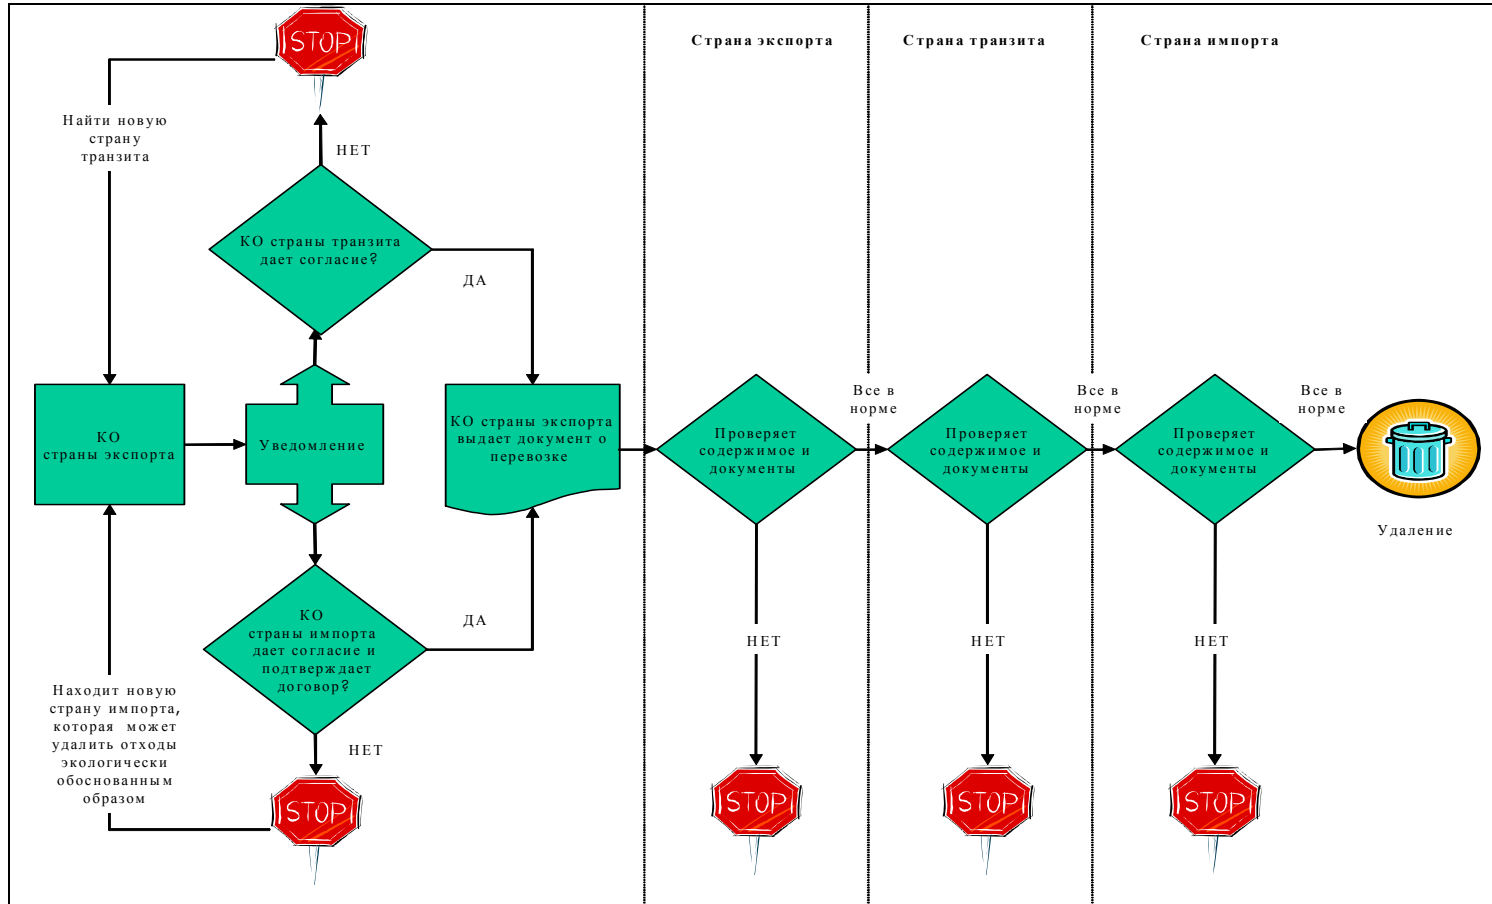 STOP
Страна экспорта
Страна транзита
Страна импорта
Найти новую
страну
транзита
НЕТ
КО страны транзита
дает согласие?
ДА
КО
страны экспорта
Уведомление
КО страны экспорта
выдает документ о
перевозке
Проверяет
содержимое и
документы
Все в
норме
Проверяет
содержимое и
документы
Все в
норме
Проверяет
содержимое и
документы
Все в
норме
Удаление
КО
страны импорта
дает согласие и
подтверждает
договор?
ДА
НЕТ
НЕТ
НЕТ
Находит новую
страну импорта,
которая может
удалить отходы
экологически
обоснованным
образом
НЕТ
STOP
STOP
STOP
STOP